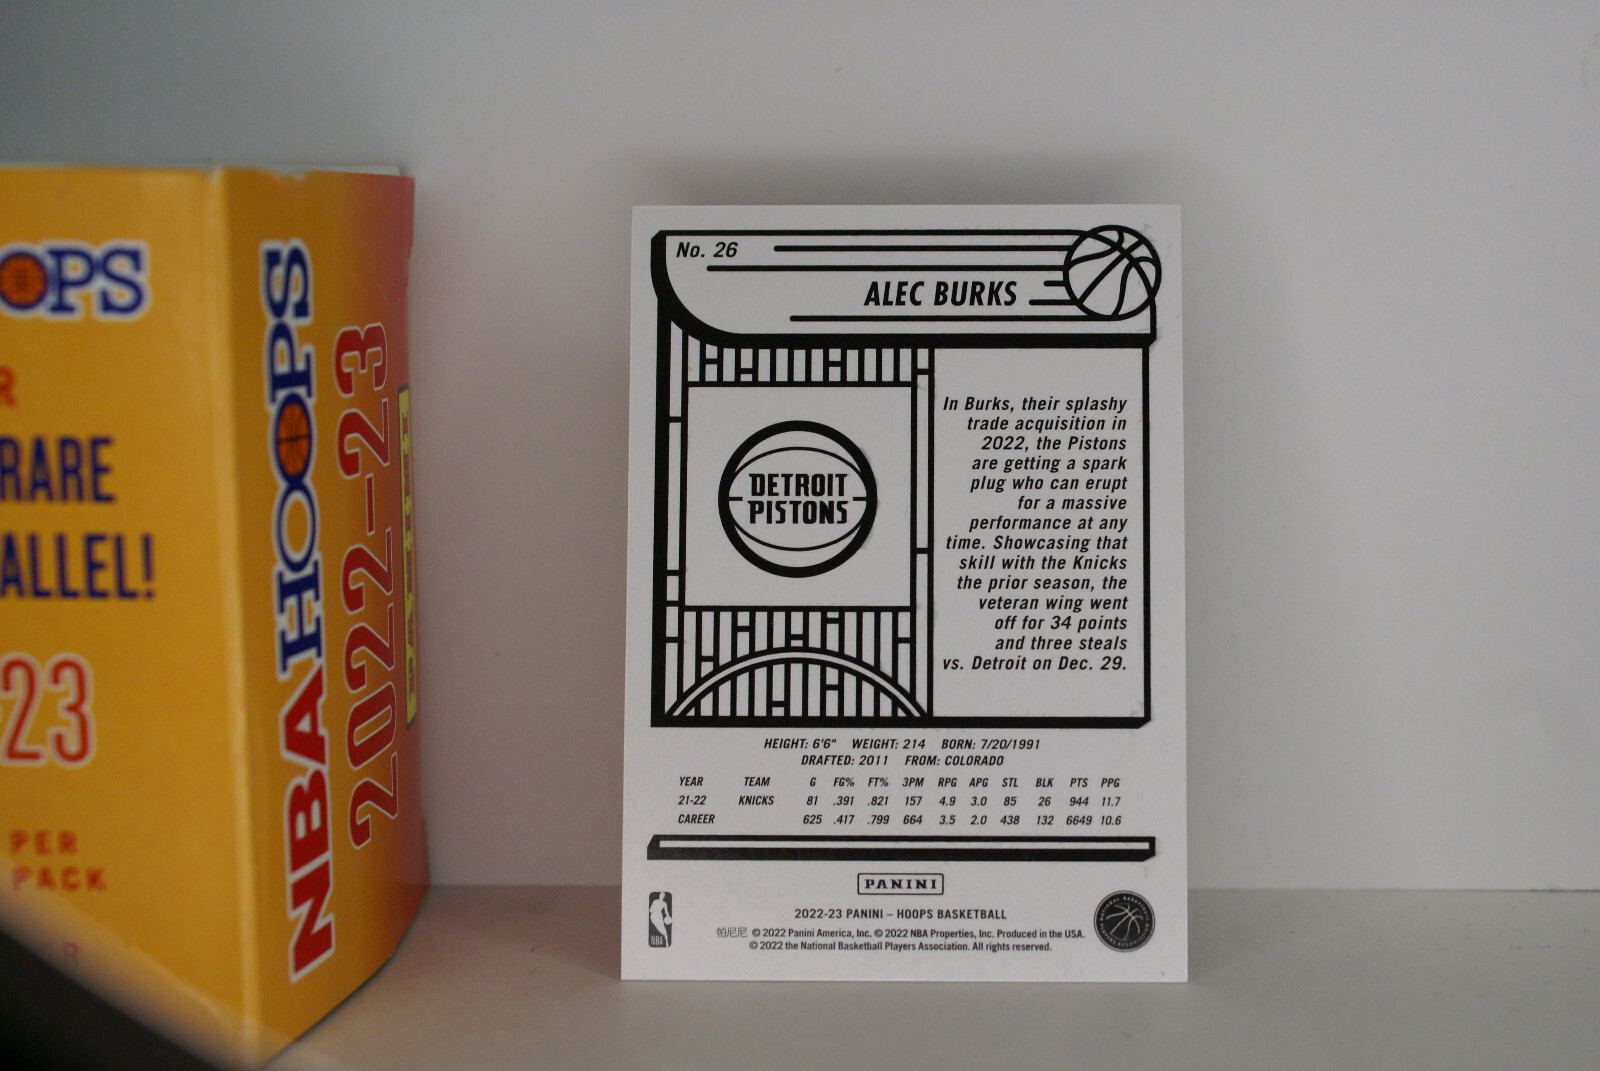 OPS
R
RARE
ALLEL!
-23
PER
PACK
R
NBA HOOPS
2022-23
No. 26
ALEC BURKS
DETROIT
PISTONS
In Burks, their splashy
trade acquisition in
2022, the Pistons
are getting a spark
plug who can erupt
for a massive
performance at any
time. Showcasing that
skill with the Knicks
the prior season, the
veteran wing went
off for 34 points
and three steals
vs. Detroit on Dec. 29.
HEIGHT: 6'6" WEIGHT: 214 BORN: 7/20/1991
DRAFTED: 2011 FROM: COLORADO
YEAR TEAM G FG% FT% 3PM RPG APG STL BLK PTS PPG
21-22 KNICKS 81 .391 .821 157 4.9 3.0 85 26 944 11.7
CAREER 625 .417 .799 664 3.5 2.0 438 132 6649 10.6
PANINI
NBA
2022-23 PANINI – HOOPS BASKETBALL
帕尼尼 © 2022 Panini America, Inc. © 2022 NBA Properties, Inc. Produced in the USA.
© 2022 the National Basketball Players Association. All rights reserved.
NATIONAL BASKETBALL
PLAYERS ASSOCIATION